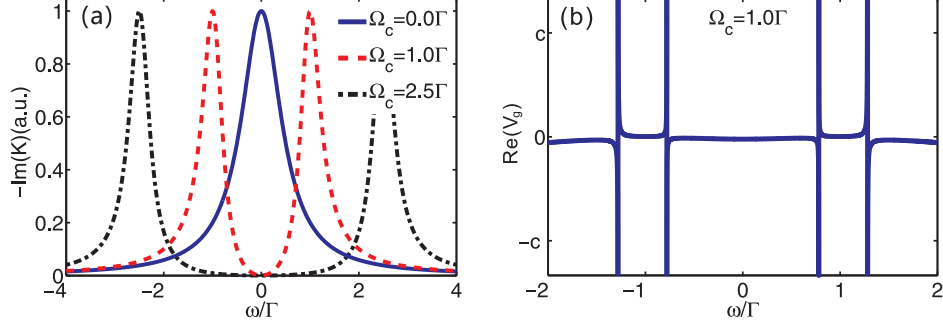 (a)
Ω_c=0.0Γ
Ω_c=1.0Γ
Ω_c=2.5Γ
−Im(K)(a.u.)
1
0.8
0.6
0.4
0.2
0
−4 −2 0 2 4
ω/Γ
(b)
Ω_c=1.0Γ
Re(V_g)
c
0
−c
−2 −1 0 1 2
ω/Γ